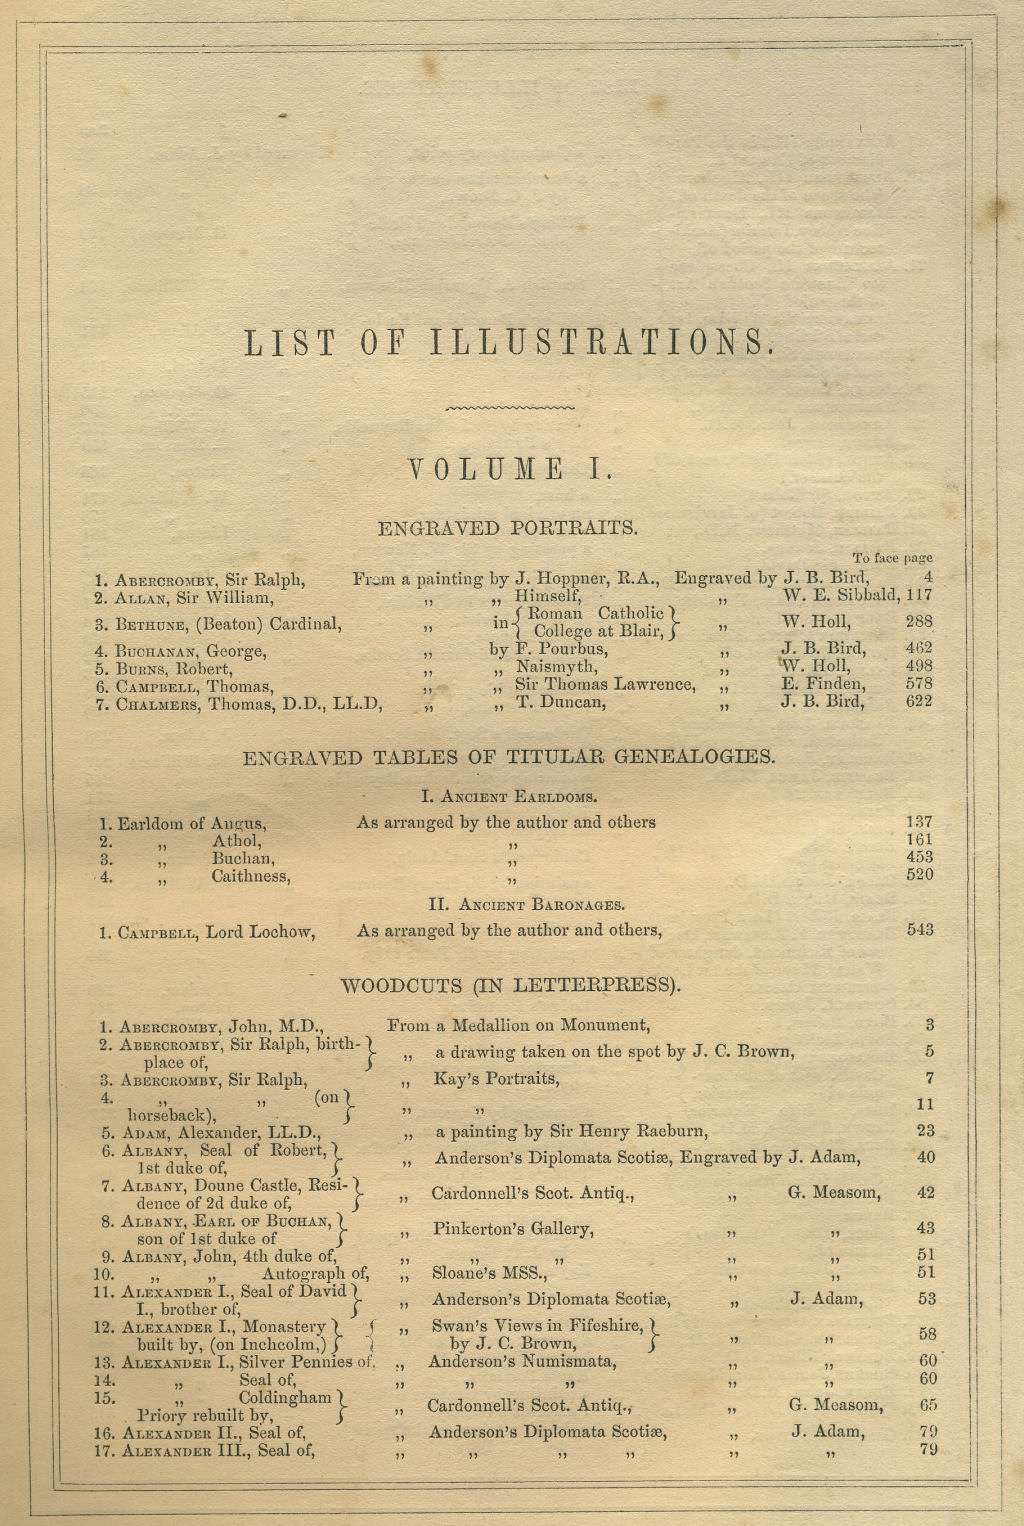 LIST OF ILLUSTRATIONS.
VOLUME I.
ENGRAVED PORTRAITS.
To face page
1. ABERCROMBY, Sir Ralph, From a painting by J. Hoppner, R.A., Engraved by J. B. Bird, 4
2. ALLAN, Sir William, „ „ Himself, „ W. E. Sibbald, 117
3. BETHUNE, (Beaton) Cardinal, „ in { Roman Catholic College at Blair, } „ W. Holl, 288
4. BUCHANAN, George, „ by F. Pourbus, „ J. B. Bird, 462
5. BURNS, Robert, „ „ Naismyth, „ W. Holl, 498
6. CAMPBELL, Thomas, „ „ Sir Thomas Lawrence, „ E. Finden, 578
7. CHALMERS, Thomas, D.D., LL.D, „ „ T. Duncan, „ J. B. Bird, 622
ENGRAVED TABLES OF TITULAR GENEALOGIES.
I. ANCIENT EARLDOMS.
1. Earldom of Angus, As arranged by the author and others 137
2. „ Athol, „ 161
3. „ Buchan, „ 453
4. „ Caithness, „ 520
II. ANCIENT BARONAGES.
1. CAMPBELL, Lord Lochow, As arranged by the author and others, 543
WOODCUTS (IN LETTERPRESS).
1. ABERCROMBY, John, M.D., From a Medallion on Monument, 3
2. ABERCROMBY, Sir Ralph, birth-
place of, } „ a drawing taken on the spot by J. C. Brown, 5
3. ABERCROMBY, Sir Ralph, „ Kay's Portraits, 7
4. „ „ (on
horseback), } „ „ 11
5. ADAM, Alexander, LL.D., „ a painting by Sir Henry Raeburn, 23
6. ALBANY, Seal of Robert,
1st duke of, } „ Anderson's Diplomata Scotiæ, Engraved by J. Adam, 40
7. ALBANY, Doune Castle, Resi-
dence of 2d duke of, } „ Cardonnell's Scot. Antiq., „ G. Measom, 42
8. ALBANY, EARL OF BUCHAN,
son of 1st duke of } „ Pinkerton's Gallery, „ „ 43
9. ALBANY, John, 4th duke of, „ „ „ „ „ 51
10. „ „ Autograph of, „ Sloane's MSS., „ „ 51
11. ALEXANDER I., Seal of David
I., brother of, } „ Anderson's Diplomata Scotiæ, „ J. Adam, 53
12. ALEXANDER I., Monastery
built by, (on Inchcolm,) } { „ Swan's Views in Fifeshire, by J. C. Brown, } „ „ 58
13. ALEXANDER I., Silver Pennies of, „ Anderson's Numismata, „ „ 60
14. „ Seal of, „ „ „ „ „ 60
15. „ Coldingham
Priory rebuilt by, } „ Cardonnell's Scot. Antiq., „ G. Measom, 65
16. ALEXANDER II., Seal of, „ Anderson's Diplomata Scotiæ, „ J. Adam, 79
17. ALEXANDER III., Seal of, „ „ „ „ „ „ 79